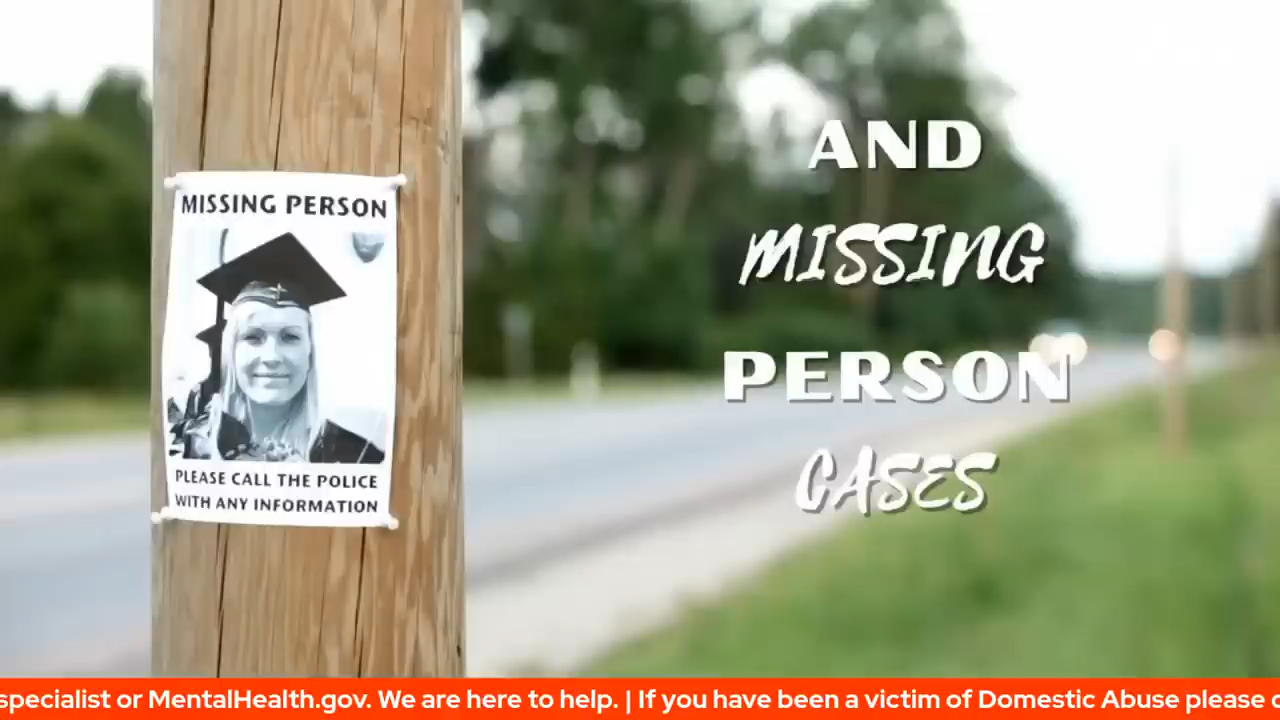 MISSING PERSON
PLEASE CALL THE POLICE
WITH ANY INFORMATION
AND
MISSING
PERSON
CASES
specialist or MentalHealth.gov. We are here to help. | If you have been a victim of Domestic Abuse please